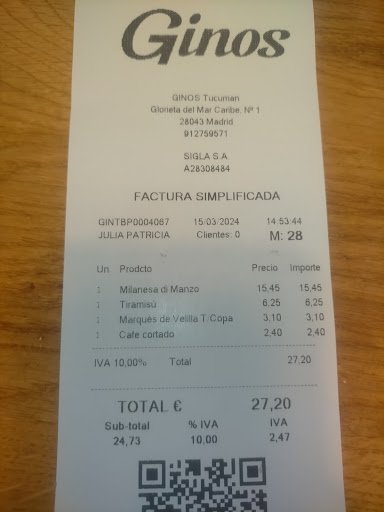 Ginos
GINOS Tucuman
Glorieta del Mar Caribe, Nº 1
28043 Madrid
912759571
SIGLA S.A.
A28308484
FACTURA SIMPLIFICADA
GINTBP0004067 15/03/2024 14:53:44
JULIA PATRICIA Clientes: 0 M: 28
Un. Prodcto Precio Importe
1 Milanesa di Manzo 15,45 15,45
1 Tiramisú 6,25 6,25
1 Marqués de Velilla T/Copa 3,10 3,10
1 Cafe cortado 2,40 2,40
IVA 10,00% Total 27.20
TOTAL € 27,20
Sub-total % IVA IVA
24,73 10,00 2,47